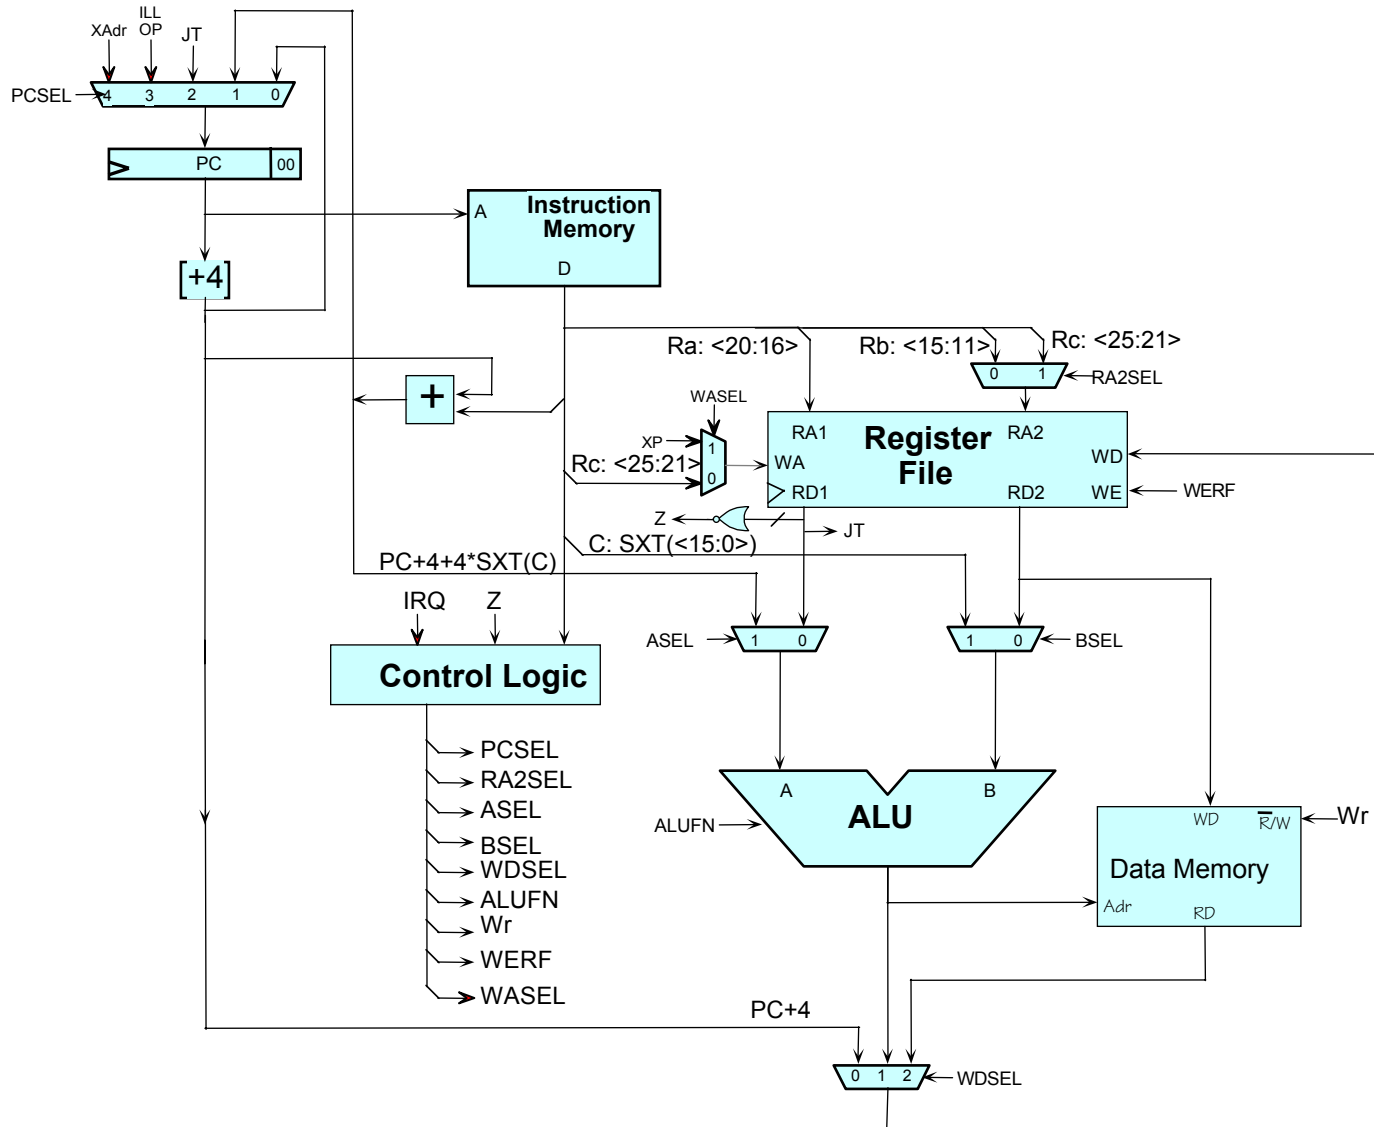 ILL
XAdr OP JT
PCSEL 4 3 2 1 0
PC 00
A Instruction
Memory
D
+4
Ra: <20:16> Rb: <15:11> Rc: <25:21>
0 1 RA2SEL
+
WASEL
XP 1
Rc: <25:21> 0
RA1 Register RA2
File
WA WD
RD1 RD2 WE WERF
Z JT
C: SXT(<15:0>)
PC+4+4*SXT(C)
IRQ Z
ASEL 1 0 1 0 BSEL
Control Logic
PCSEL
RA2SEL
ASEL
BSEL
WDSEL
ALUFN
Wr
WERF
WASEL
A B
ALUFN ALU
WD R/W Wr
Data Memory
Adr RD
PC+4
0 1 2 WDSEL